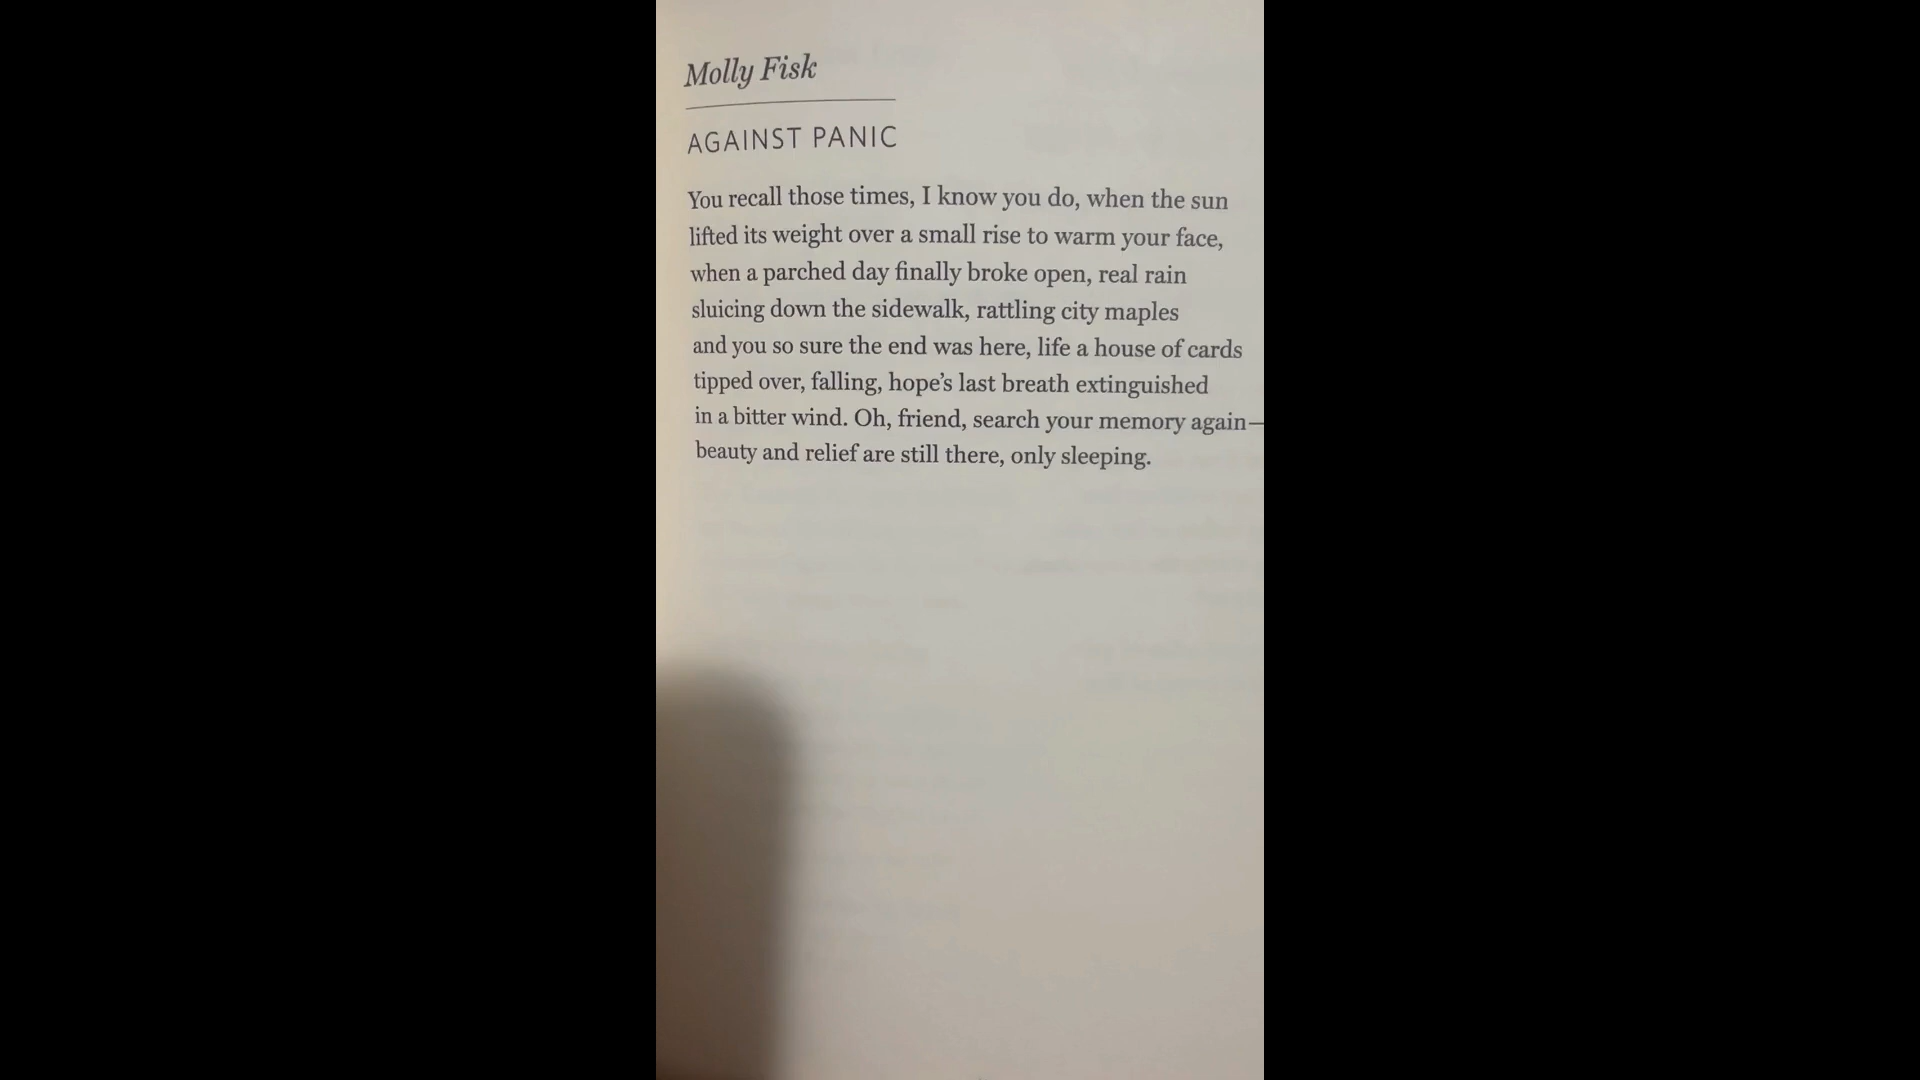 Molly Fisk
AGAINST PANIC
You recall those times, I know you do, when the sun
lifted its weight over a small rise to warm your face,
when a parched day finally broke open, real rain
sluicing down the sidewalk, rattling city maples
and you so sure the end was here, life a house of cards
tipped over, falling, hope’s last breath extinguished
in a bitter wind. Oh, friend, search your memory again—
beauty and relief are still there, only sleeping.